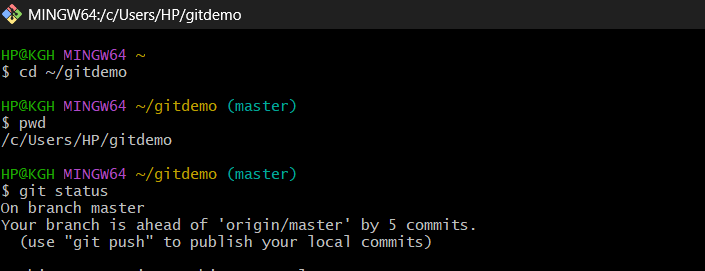 MINGW64:/c/Users/HP/gitdemo
HP@KGH MINGW64 ~
$ cd ~/gitdemo
HP@KGH MINGW64 ~/gitdemo (master)
$ pwd
/c/Users/HP/gitdemo
HP@KGH MINGW64 ~/gitdemo (master)
$ git status
On branch master
Your branch is ahead of 'origin/master' by 5 commits.
(use "git push" to publish your local commits)